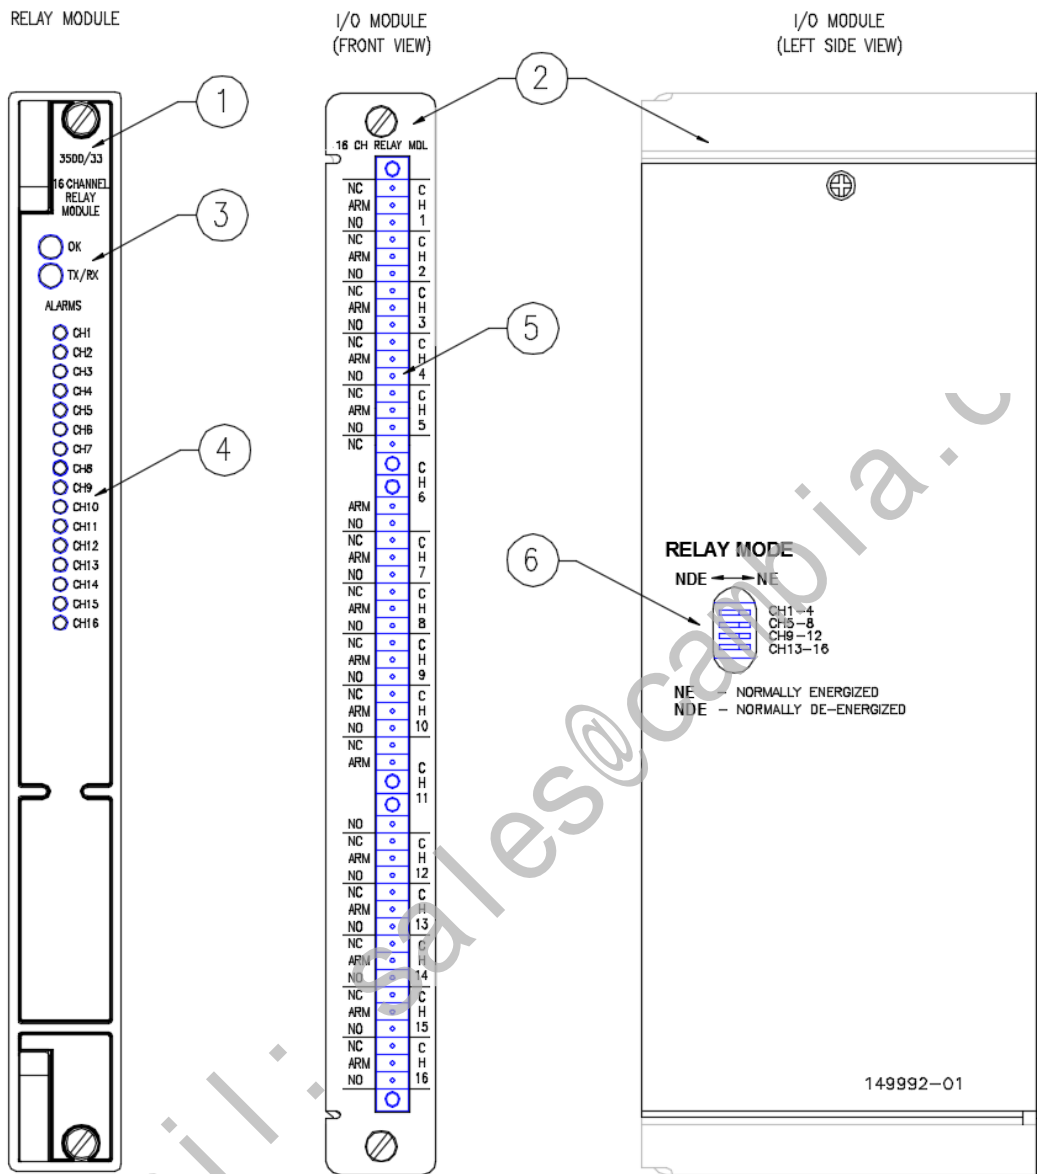 RELAY MODULE
I/O MODULE
(FRONT VIEW)
I/O MODULE
(LEFT SIDE VIEW)
1
2
3
4
5
6
3500/33
16 CHANNEL
RELAY
MODULE
OK
TX/RX
ALARMS
CH1
CH2
CH3
CH4
CH5
CH6
CH7
CH8
CH9
CH10
CH11
CH12
CH13
CH14
CH15
CH16
16 CH RELAY MDL
NC
ARM
NO
CH 1
NC
ARM
NO
CH 2
NC
ARM
NO
CH 3
NC
ARM
NO
CH 4
NC
ARM
NO
CH 5
NC
ARM
NO
CH 6
NC
ARM
NO
CH 7
NC
ARM
NO
CH 8
NC
ARM
NO
CH 9
NC
ARM
NO
CH 10
NC
ARM
NO
CH 11
NC
ARM
NO
CH 12
NC
ARM
NO
CH 13
NC
ARM
NO
CH 14
NC
ARM
NO
CH 15
NC
ARM
NO
CH 16
RELAY MODE
NDE NE
CH1-4
CH5-8
CH9-12
CH13-16
NE - NORMALLY ENERGIZED
NDE - NORMALLY DE-ENERGIZED
149992-01
il: sales@cambia.c